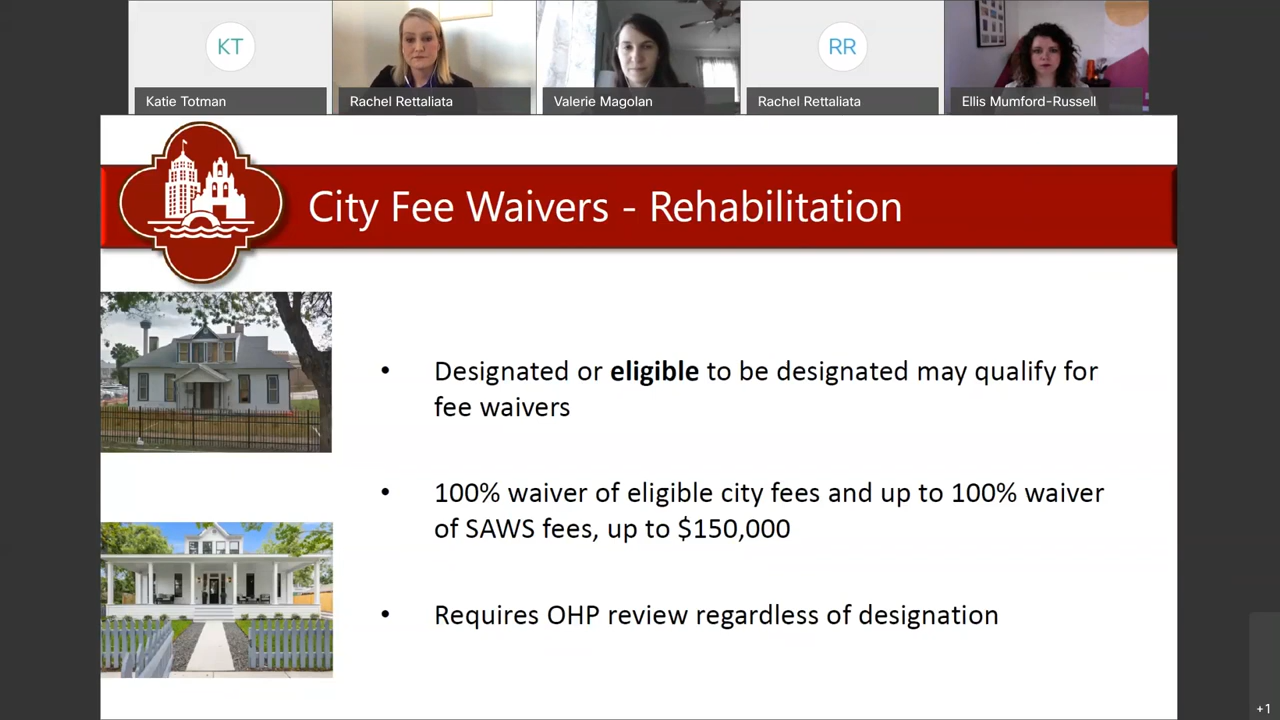 KT
RR
Katie Totman
Rachel Rettaliata
Valerie Magolan
Rachel Rettaliata
Ellis Mumford-Russell
City Fee Waivers - Rehabilitation
• Designated or eligible to be designated may qualify for
fee waivers
• 100% waiver of eligible city fees and up to 100% waiver
of SAWS fees, up to $150,000
• Requires OHP review regardless of designation
+1